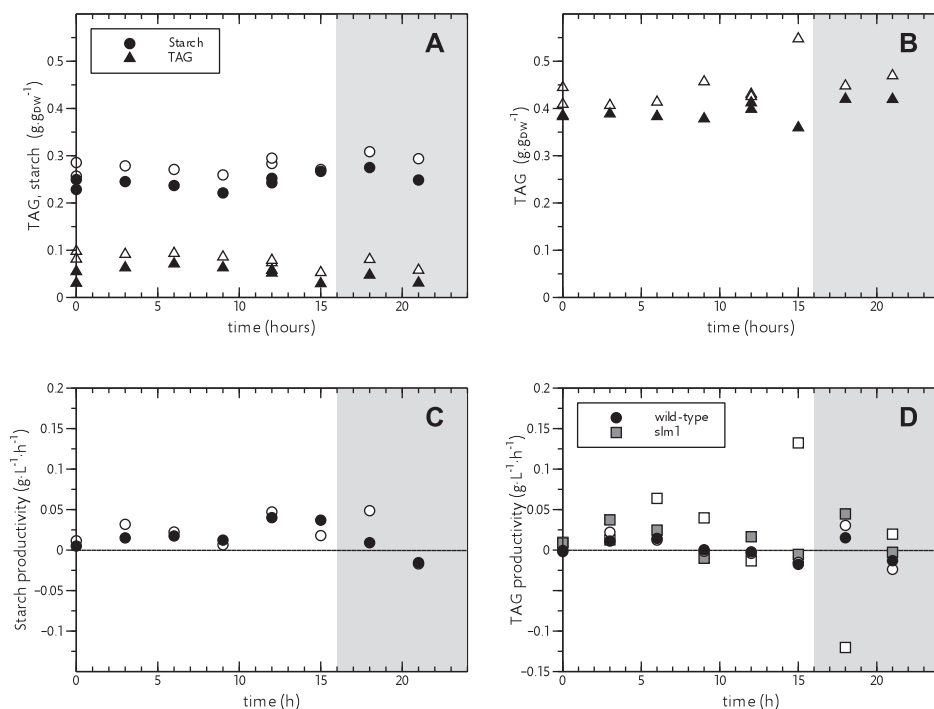 A
Starch
TAG
TAG, starch (g·gDW⁻¹)
0.5
0.4
0.3
0.2
0.1
0
0 5 10 15 20
time (hours)
B
TAG (g·gDW⁻¹)
0.5
0.4
0.3
0.2
0.1
0
0 5 10 15 20
time (hours)
C
Starch productivity (g·L⁻¹·h⁻¹)
0.2
0.15
0.1
0.05
0
−0.05
−0.1
0 5 10 15 20
time (h)
D
wild-type
slm1
TAG productivity (g·L⁻¹·h⁻¹)
0.2
0.15
0.1
0.05
0
−0.05
−0.1
−0.15
0 5 10 15 20
time (h)